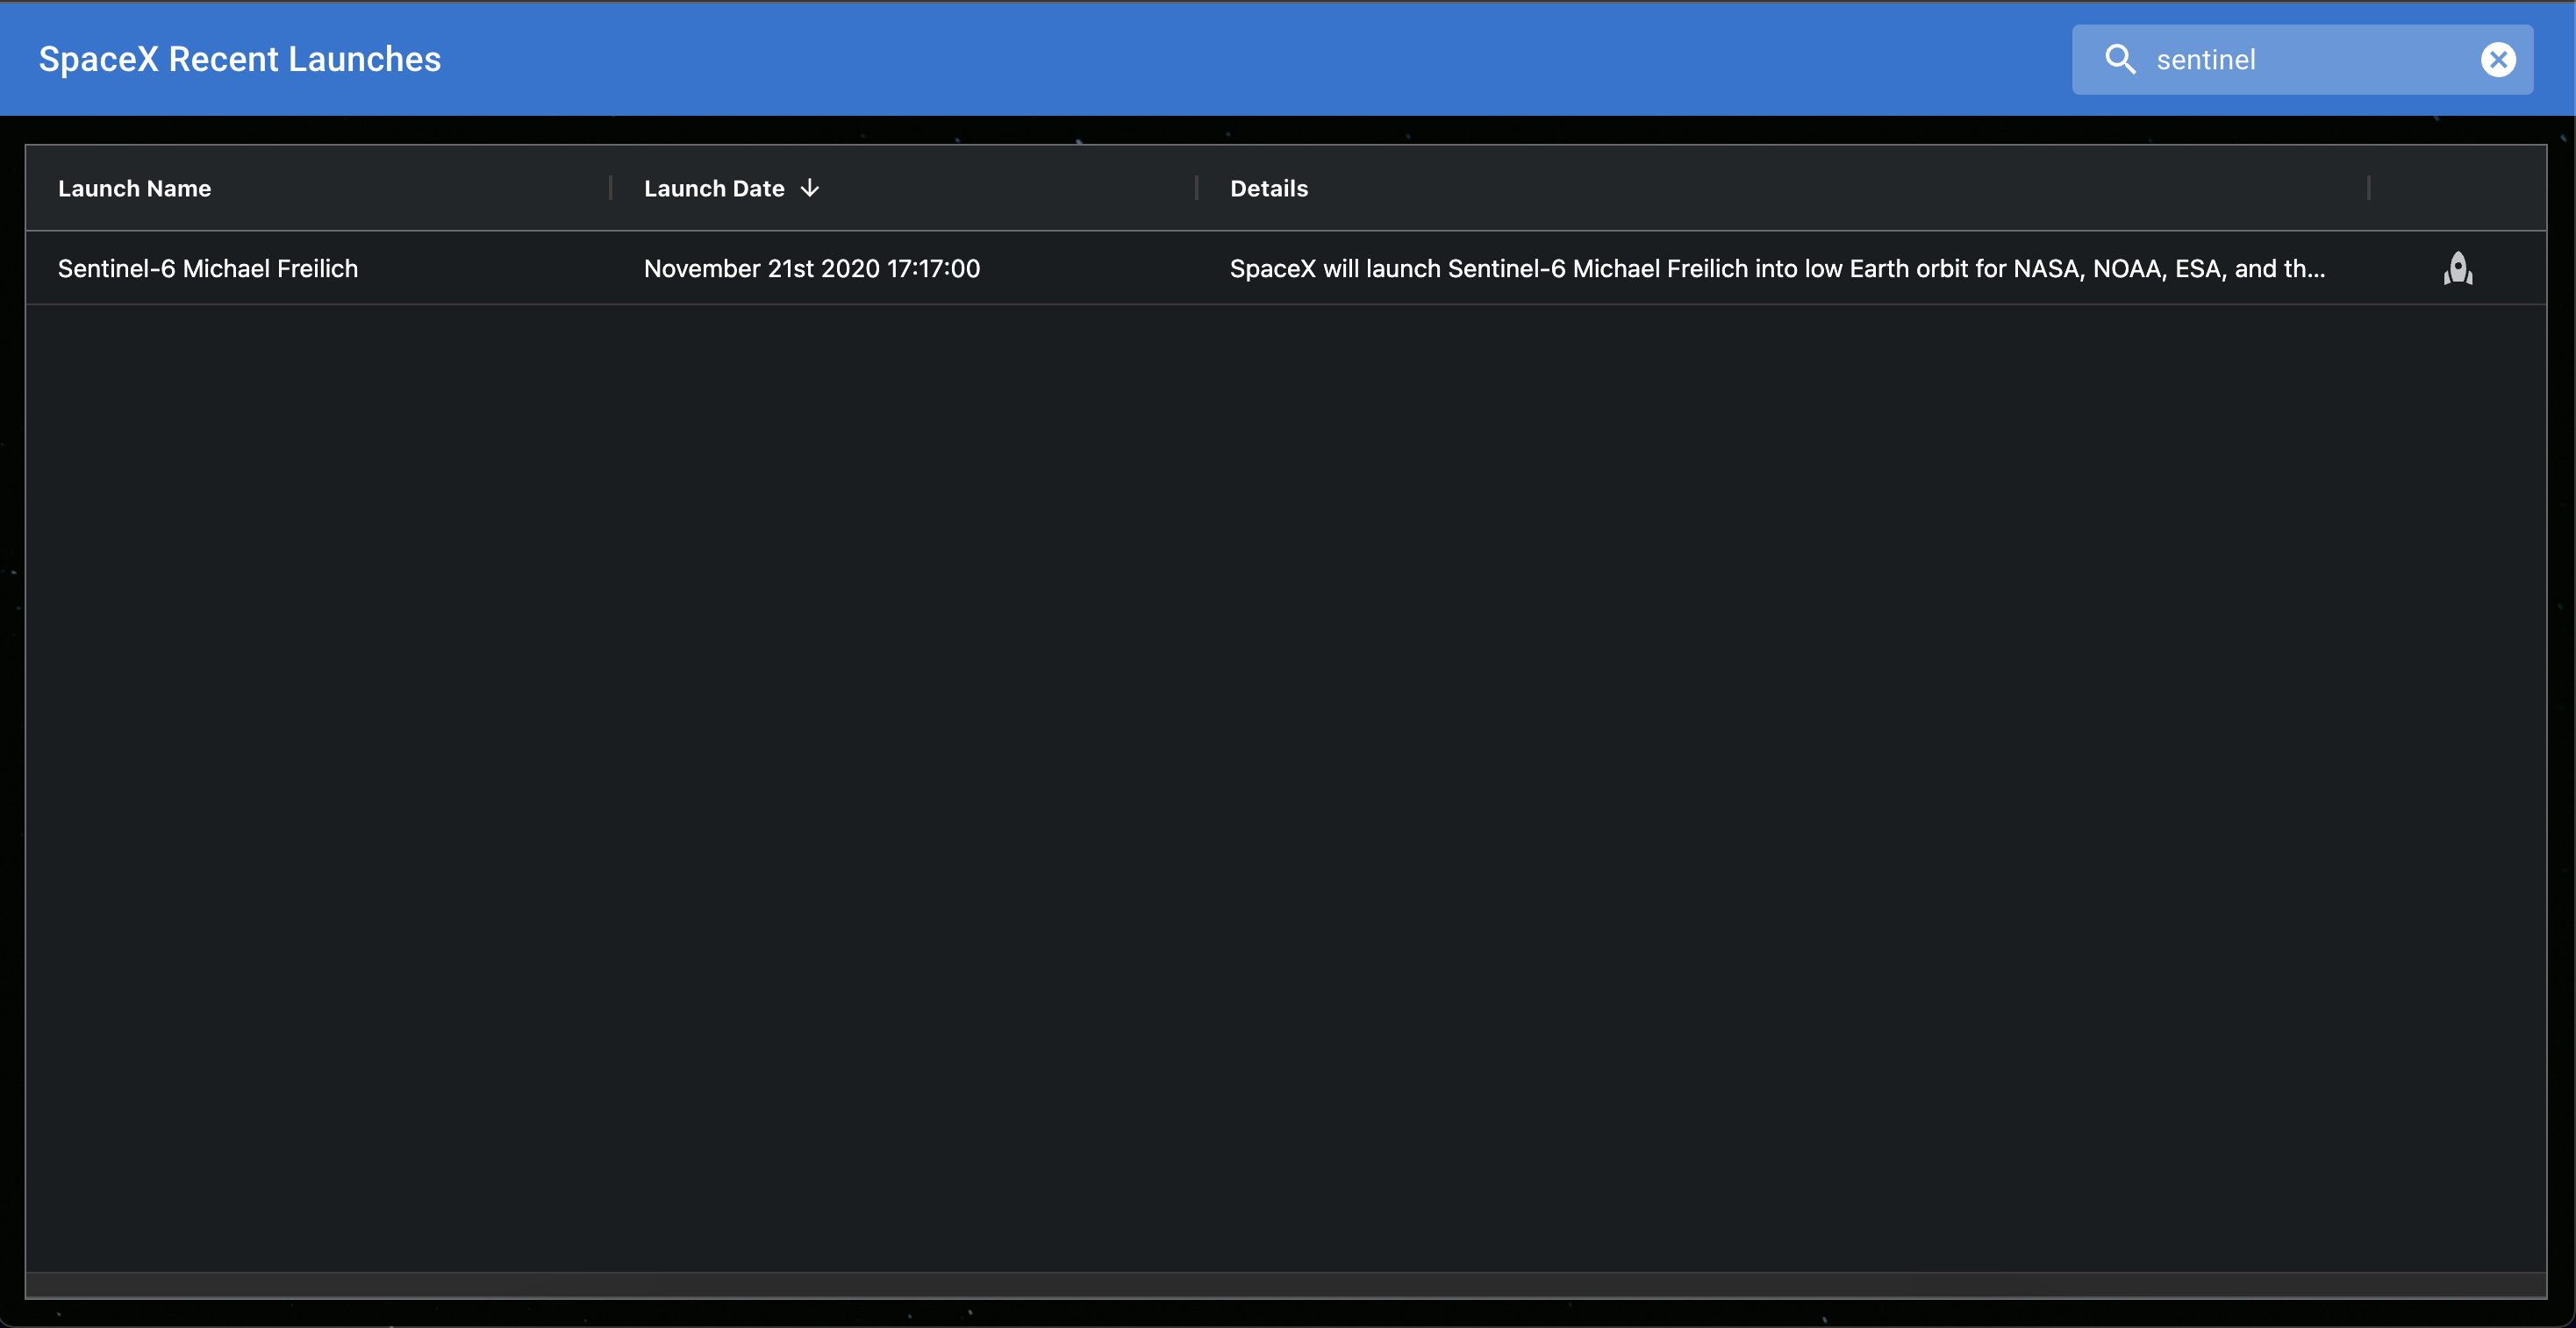 SpaceX Recent Launches
sentinel
Launch Name Launch Date Details
Sentinel-6 Michael Freilich November 21st 2020 17:17:00 SpaceX will launch Sentinel-6 Michael Freilich into low Earth orbit for NASA, NOAA, ESA, and th...